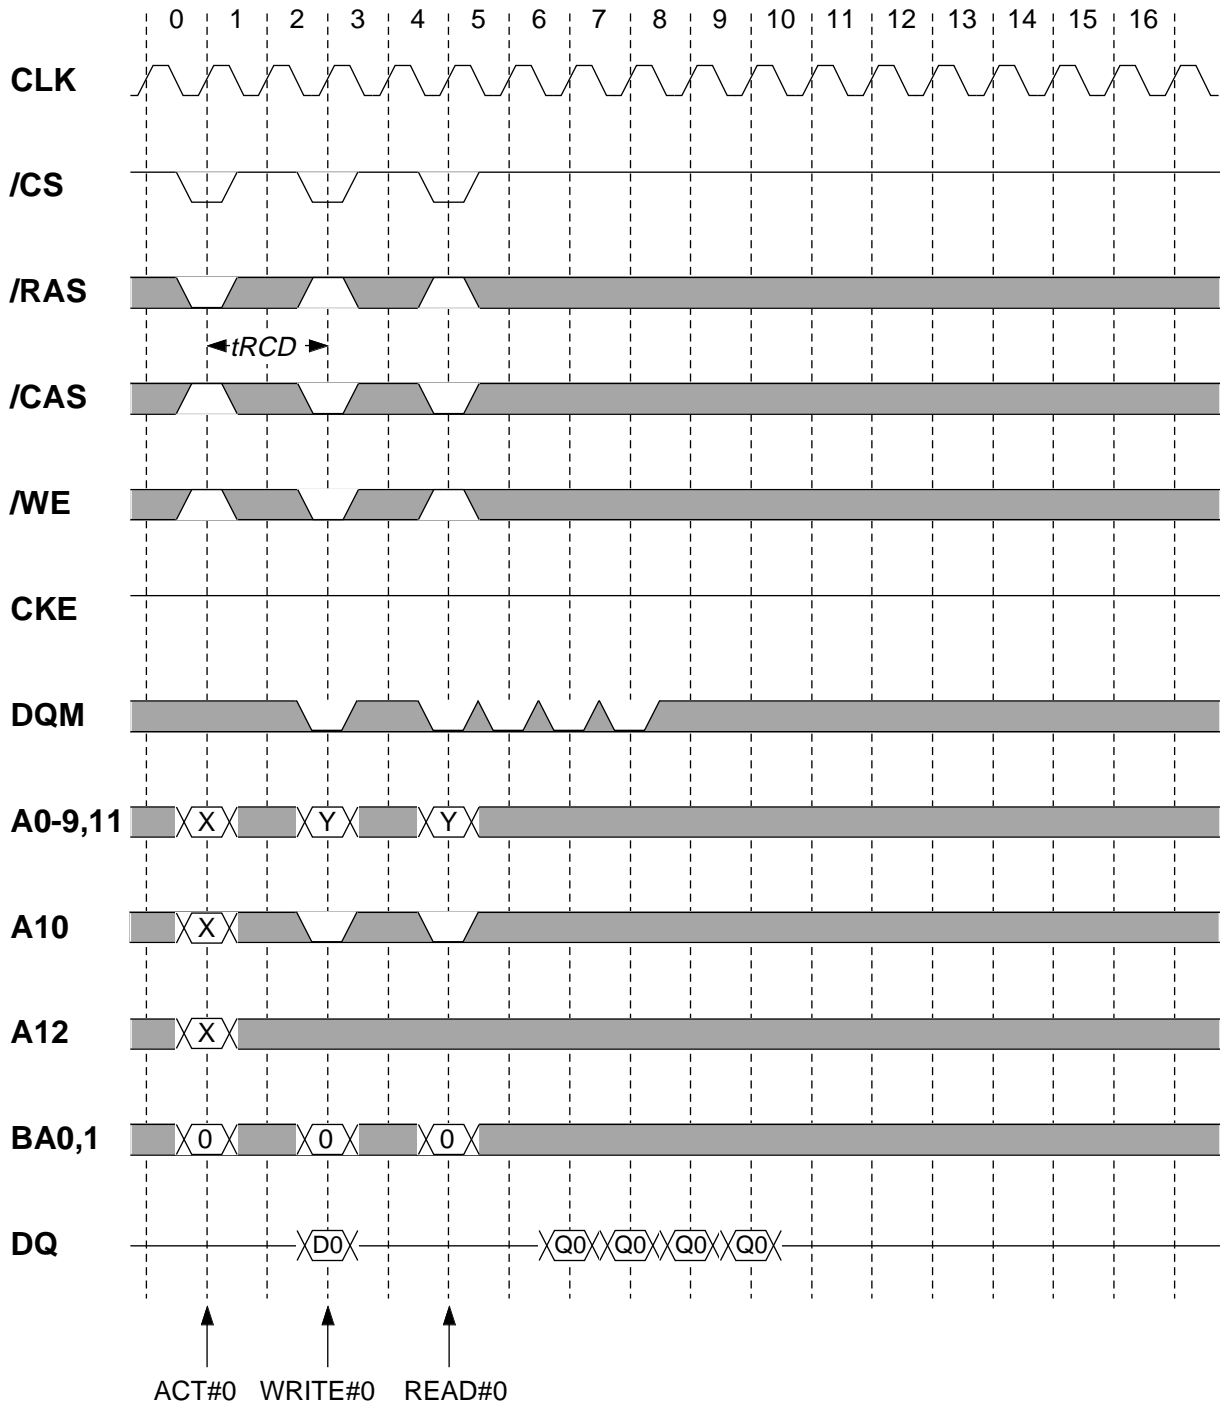 0 1 2 3 4 5 6 7 8 9 10 11 12 13 14 15 16
CLK
/CS
/RAS
tRCD
/CAS
/WE
CKE
DQM
A0-9,11 X Y Y
A10 X
A12 X
BA0,1 0 0 0
DQ D0 Q0 Q0 Q0 Q0
ACT#0 WRITE#0 READ#0